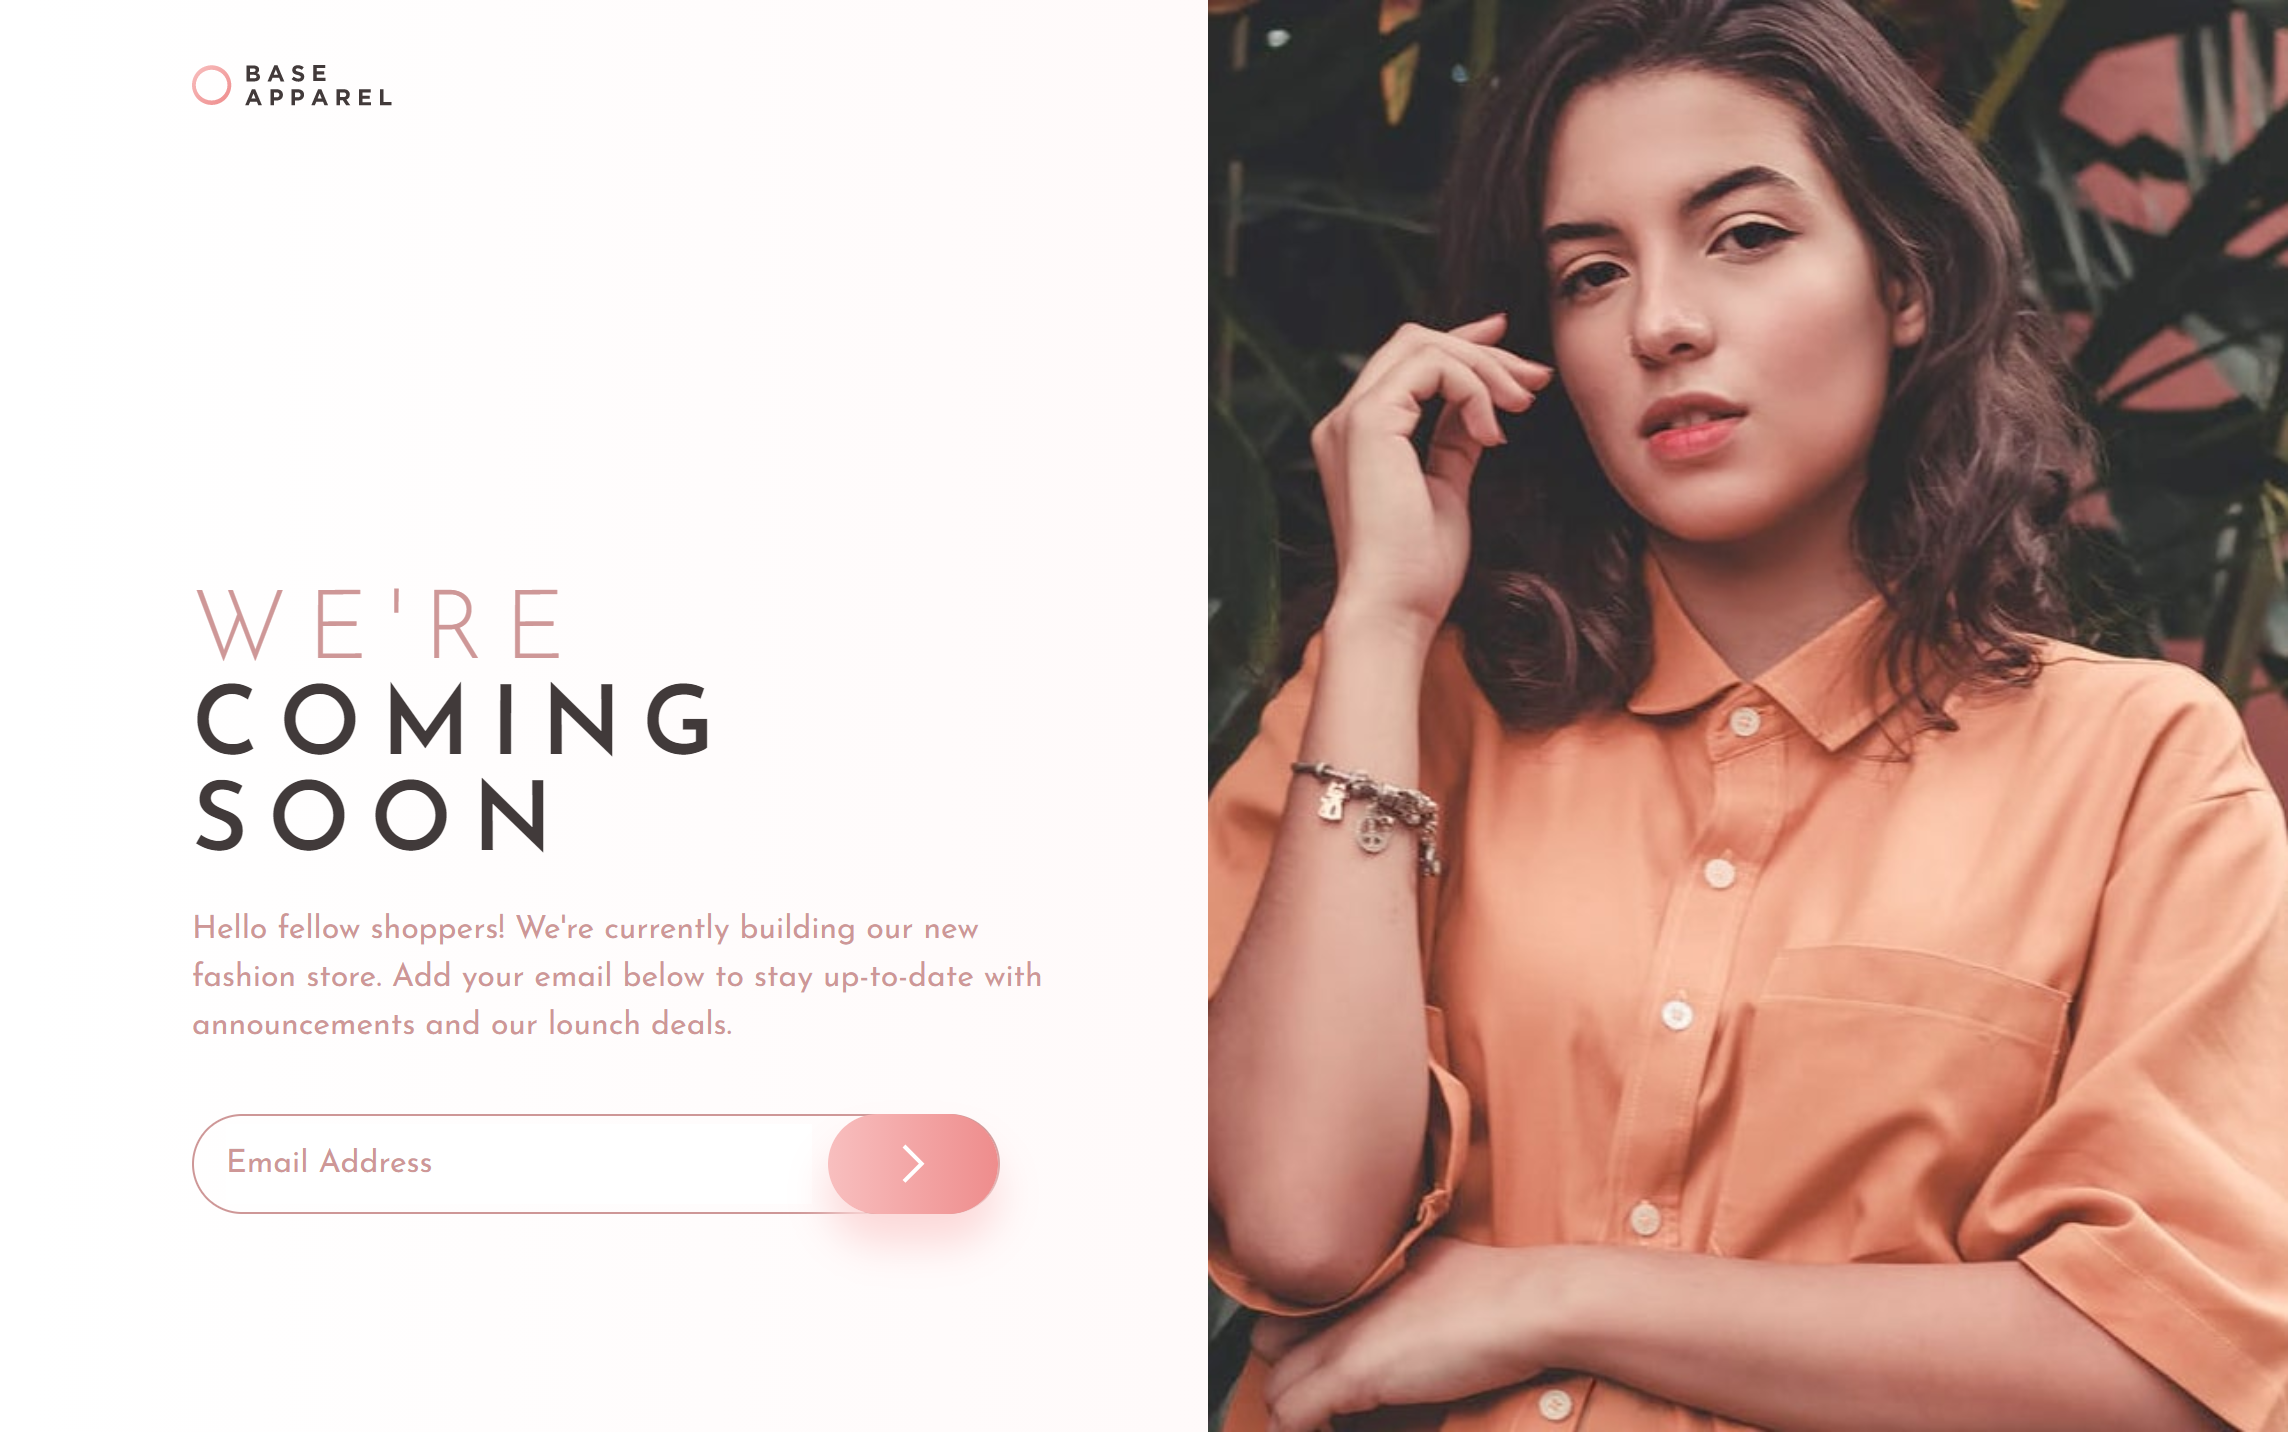 BASE
APPAREL
WE'RE
COMING
SOON
Hello fellow shoppers! We're currently building our new
fashion store. Add your email below to stay up-to-date with
announcements and our lounch deals.
Email Address